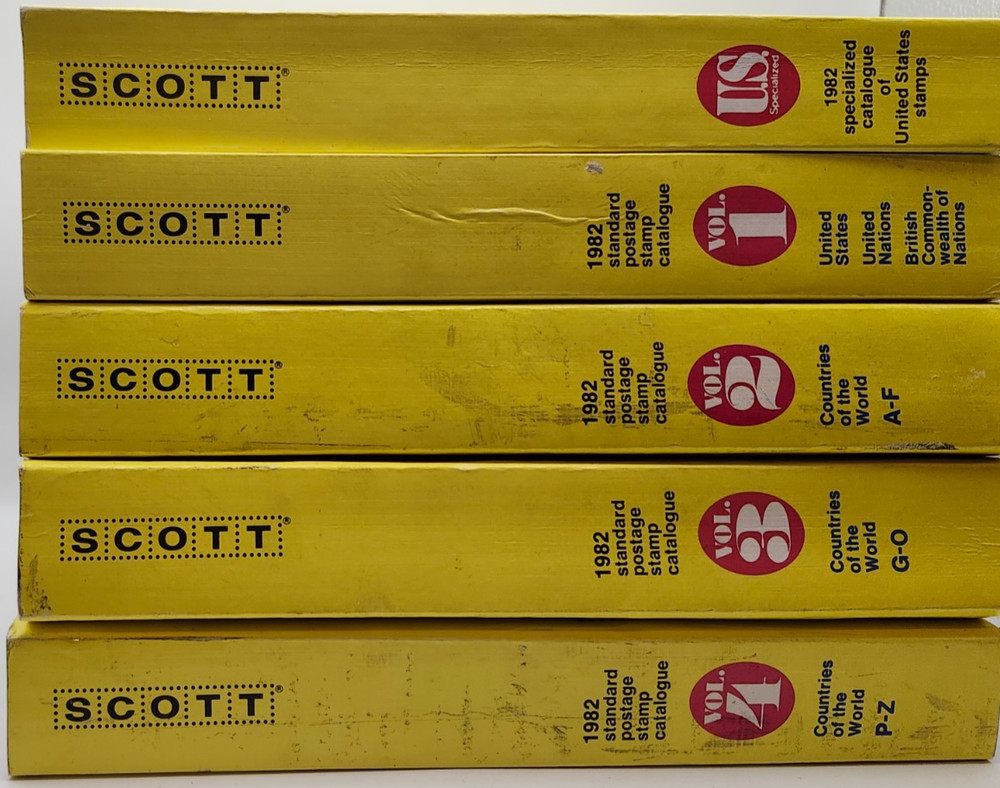 SCOTT®
U.S.
Specialized
1982
specialized
catalogue
of
United States
stamps
SCOTT®
1982
standard
postage
stamp
catalogue
VOL.
1
United
States
United
Nations
British
Common-
wealth of
Nations
SCOTT®
1982
standard
postage
stamp
catalogue
VOL.
2
Countries
of the
World
A-F
SCOTT®
1982
standard
postage
stamp
catalogue
VOL.
3
Countries
of the
World
G-O
SCOTT®
1982
standard
postage
stamp
catalogue
VOL.
4
Countries
of the
World
P-Z